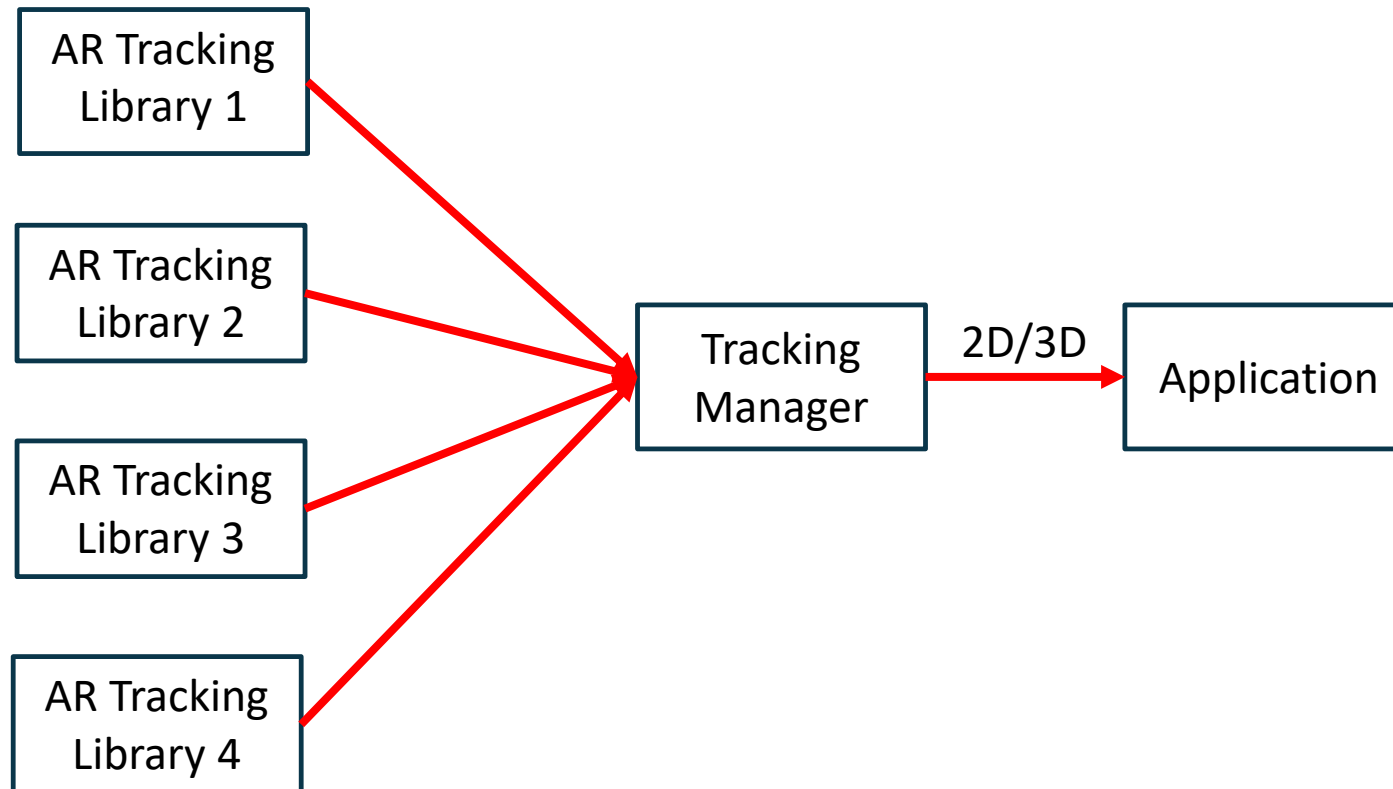 AR Tracking
Library 1
AR Tracking
Library 2
AR Tracking
Library 3
AR Tracking
Library 4
Tracking
Manager
2D/3D
Application